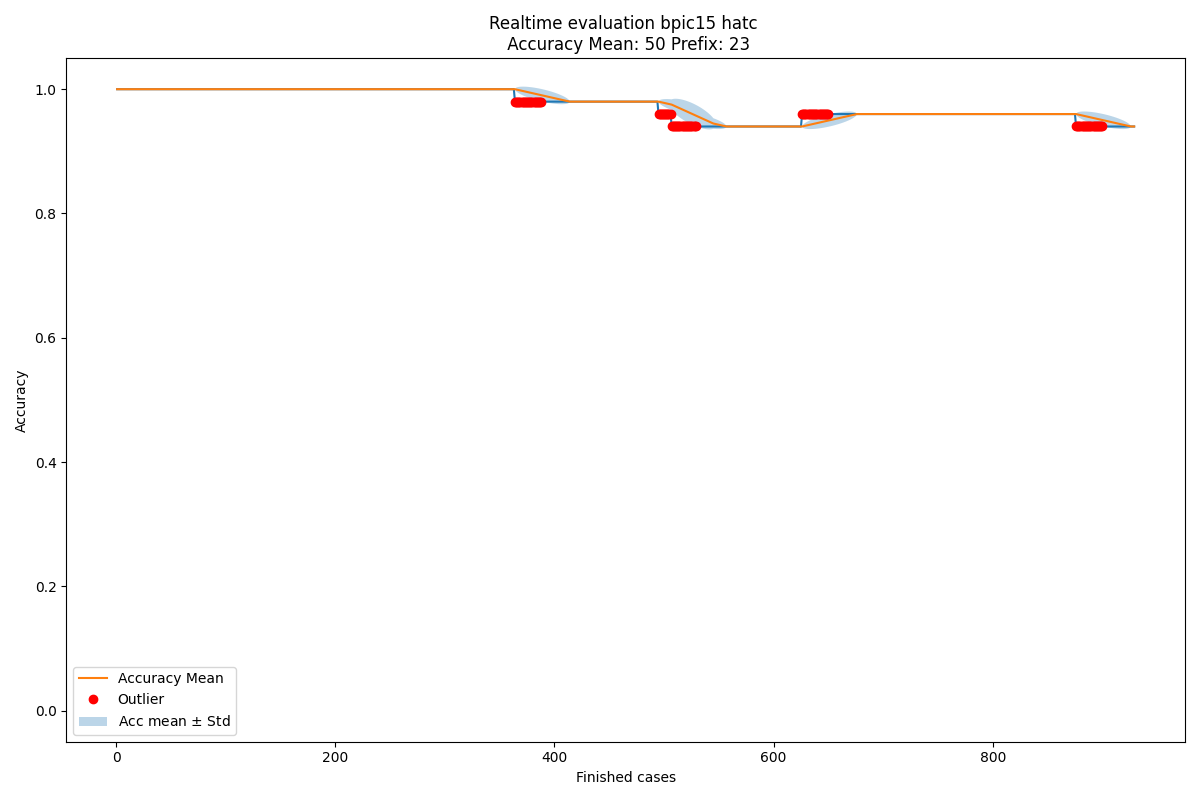 Realtime evaluation bpic15 hatc
Accuracy Mean: 50 Prefix: 23
1.0
0.8
0.6
0.4
0.2
0.0
Accuracy
Accuracy Mean
Outlier
Acc mean ± Std
0
200
400
600
800
Finished cases